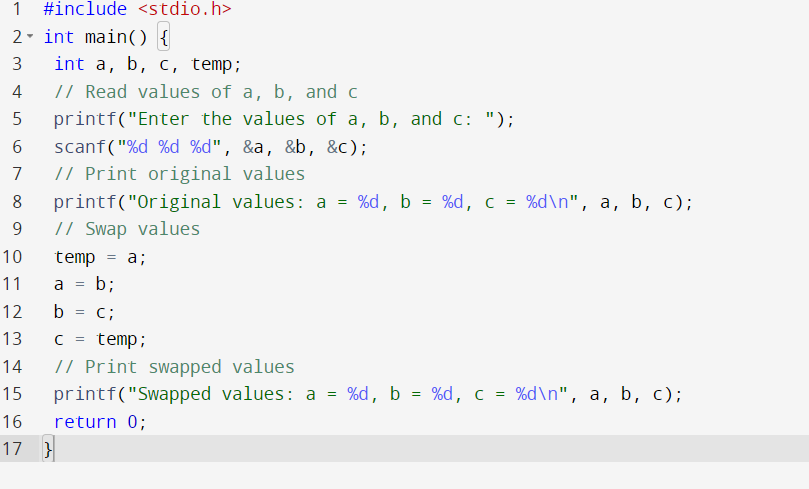 1 #include <stdio.h>
2 int main() {
3 int a, b, c, temp;
4 // Read values of a, b, and c
5 printf("Enter the values of a, b, and c: ");
6 scanf("%d %d %d", &a, &b, &c);
7 // Print original values
8 printf("Original values: a = %d, b = %d, c = %d\n", a, b, c);
9 // Swap values
10 temp = a;
11 a = b;
12 b = c;
13 c = temp;
14 // Print swapped values
15 printf("Swapped values: a = %d, b = %d, c = %d\n", a, b, c);
16 return 0;
17 }